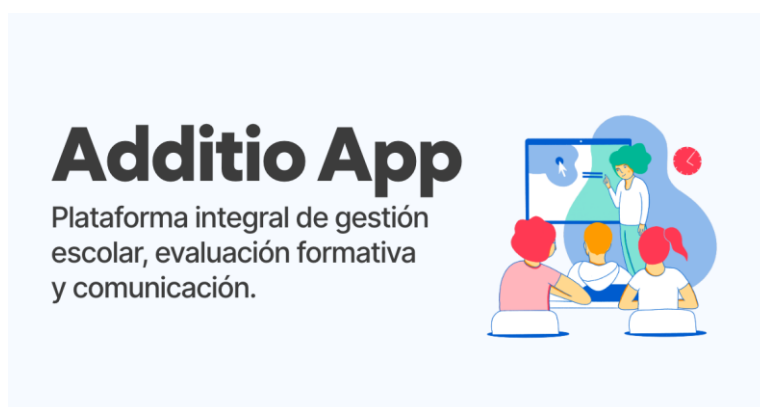 Additio App
Plataforma integral de gestión
escolar, evaluación formativa
y comunicación.